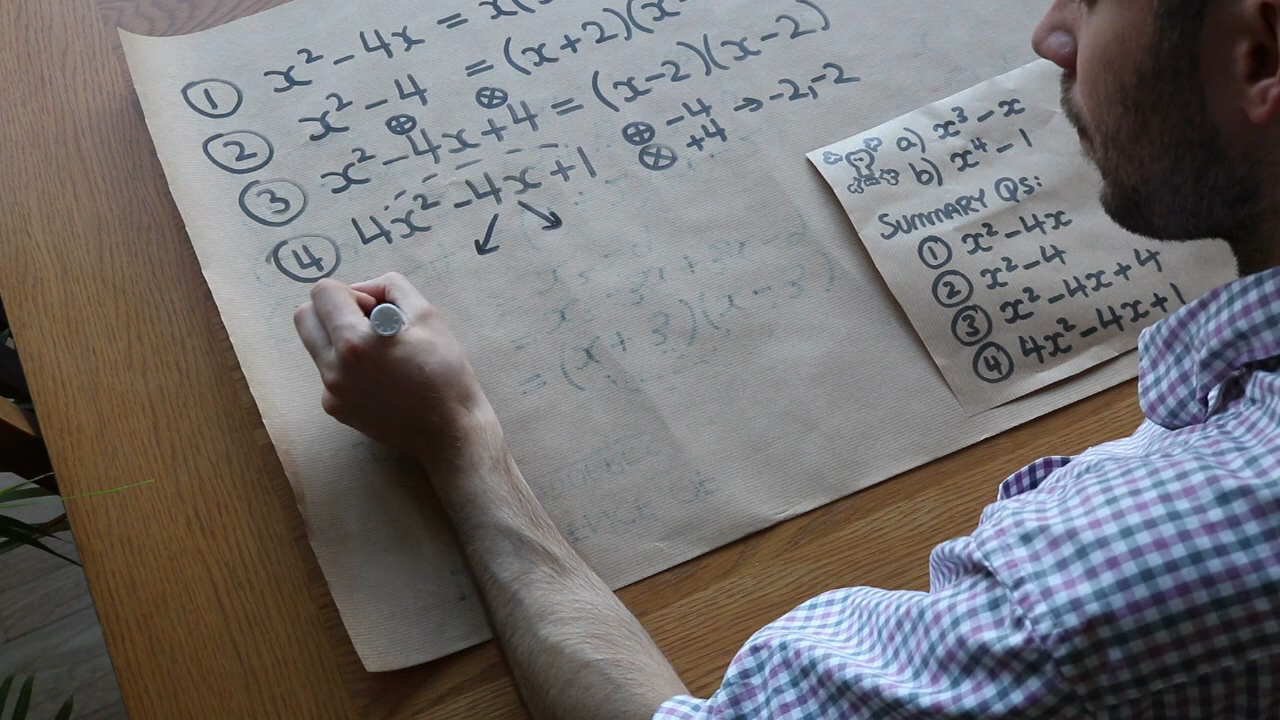 ① x² - 4x = x(
② x² - 4 = (x+2)(x
③ x² - 4x + 4 = (x-2)(x-2)
⊕ ⊗
④ 4x² - 4x + 1
⊕ -4 → -2,-2
⊗ +4
= (x + 3)(x - 3)
a) x³ - x
b) x⁴ - 1
SUMMARY QS:
① x² - 4x
② x² - 4
③ x² - 4x + 4
④ 4x² - 4x + 1